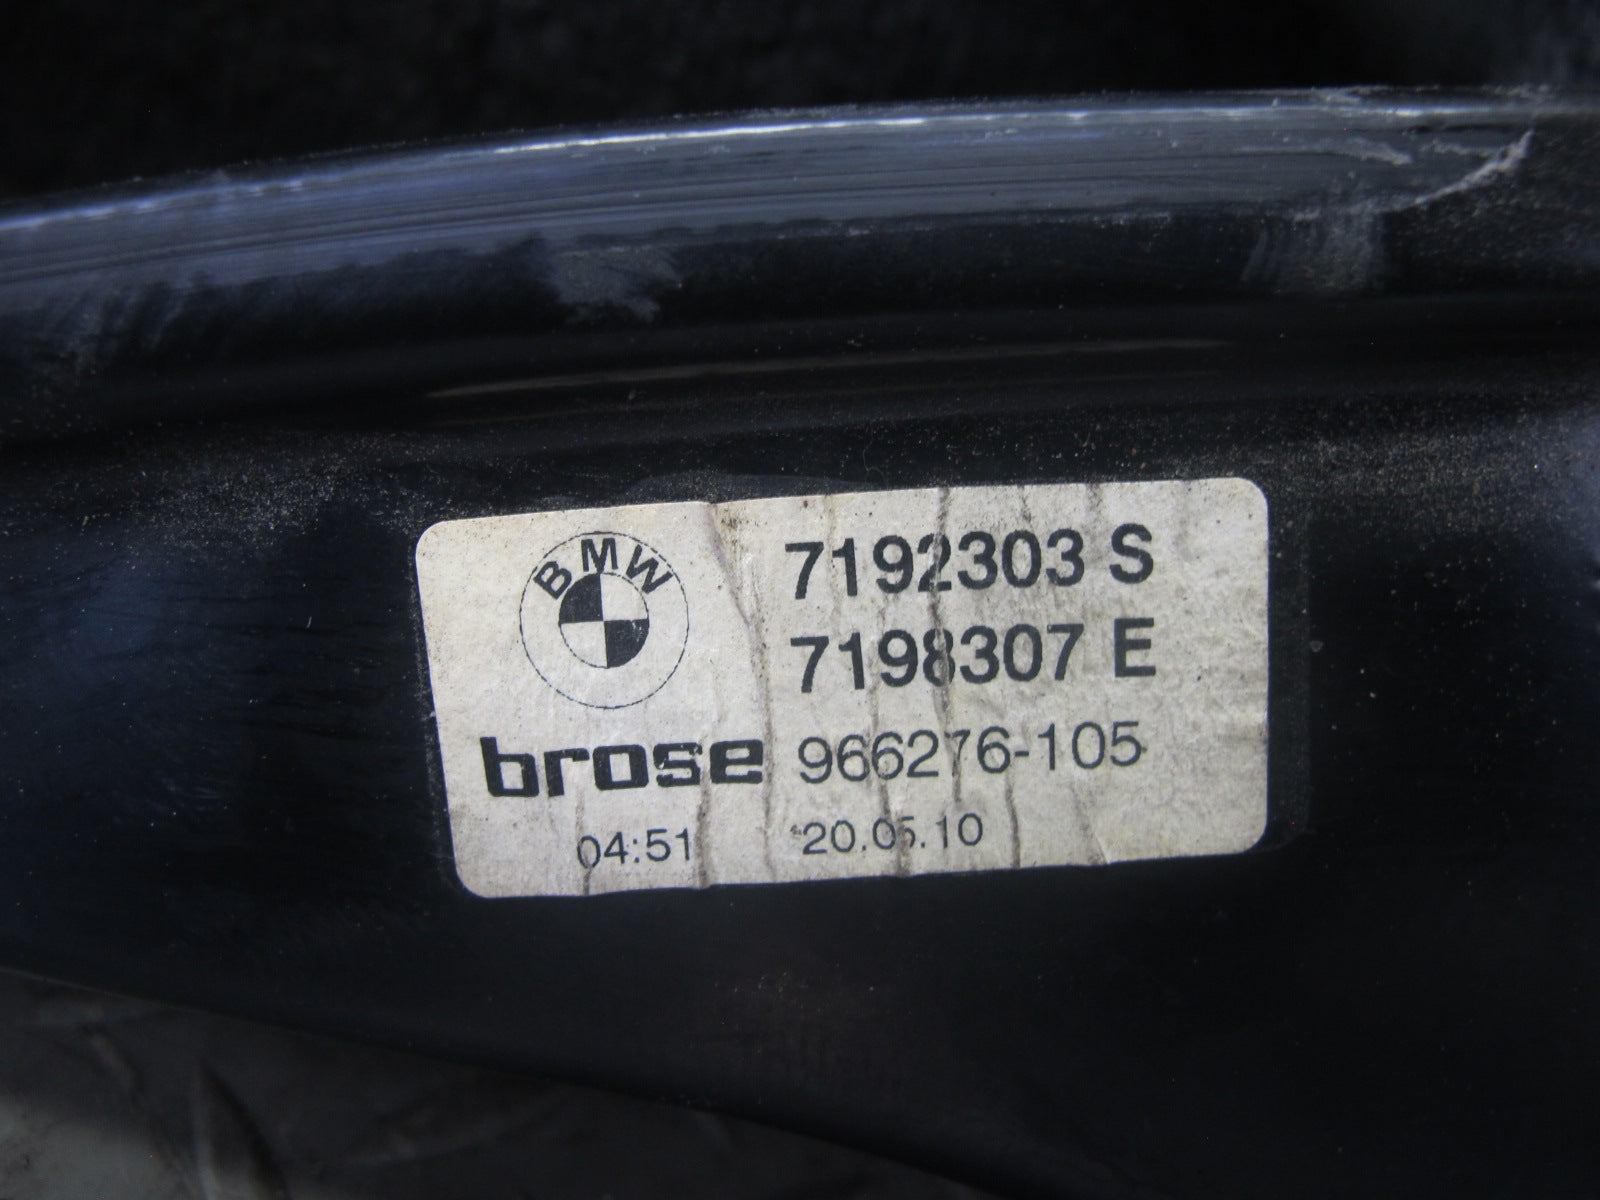 BMW
7192303 S
7198307 E
brose 966276-105
04:51 20.05.10